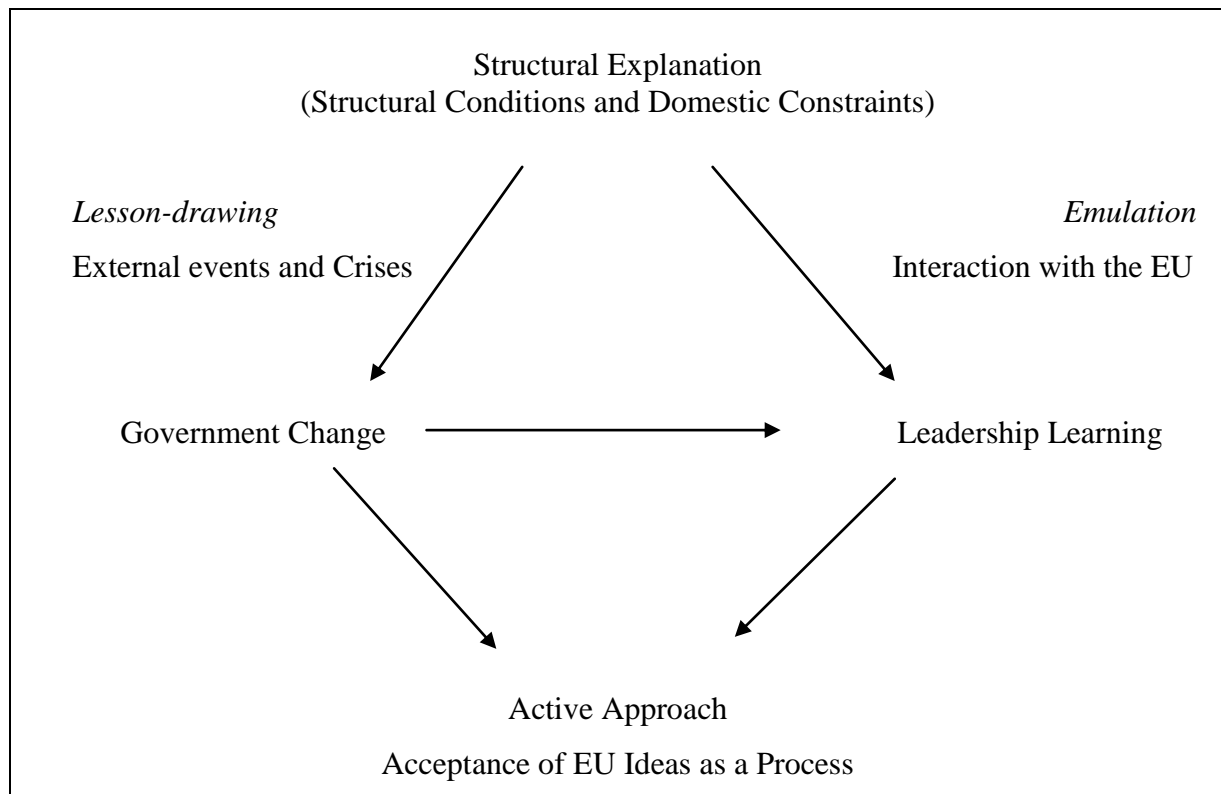 Structural Explanation
(Structural Conditions and Domestic Constraints)
Lesson-drawing
Emulation
External events and Crises
Interaction with the EU
Government Change
Leadership Learning
Active Approach
Acceptance of EU Ideas as a Process